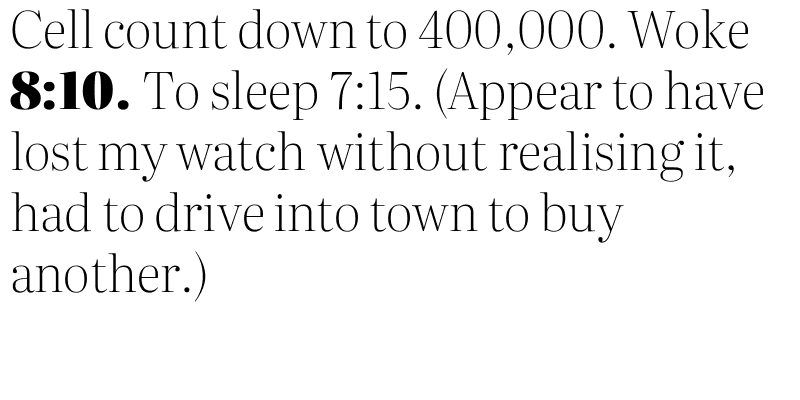 Cell count down to 400,000. Woke
8:10. To sleep 7:15. (Appear to have
lost my watch without realising it,
had to drive into town to buy
another.)